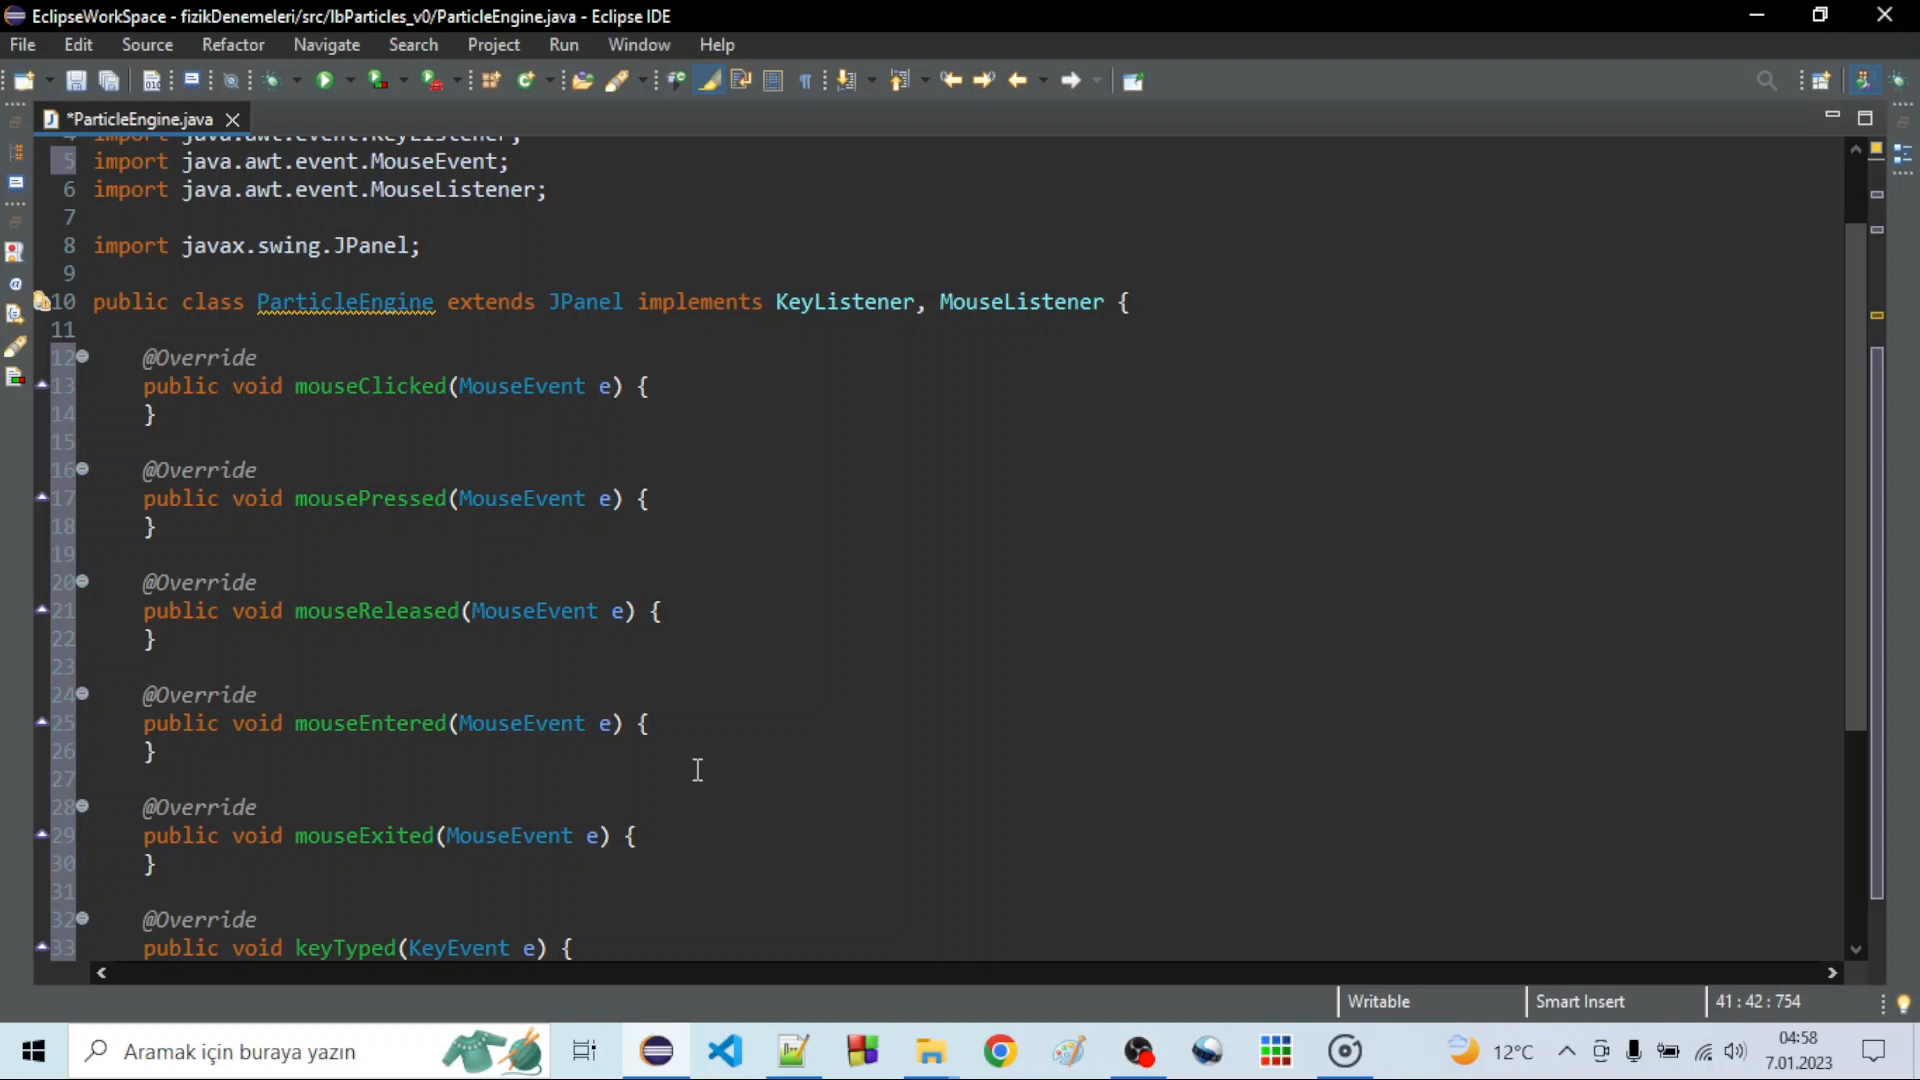 EclipseWorkSpace - fizikDenemeleri/src/lbParticles_v0/ParticleEngine.java - Eclipse IDE
File Edit Source Refactor Navigate Search Project Run Window Help
*ParticleEngine.java
4 import java.awt.event.KeyListener;
5 import java.awt.event.MouseEvent;
6 import java.awt.event.MouseListener;
7
8 import javax.swing.JPanel;
9
10 public class ParticleEngine extends JPanel implements KeyListener, MouseListener {
11
12 @Override
13 public void mouseClicked(MouseEvent e) {
14 }
15
16 @Override
17 public void mousePressed(MouseEvent e) {
18 }
19
20 @Override
21 public void mouseReleased(MouseEvent e) {
22 }
23
24 @Override
25 public void mouseEntered(MouseEvent e) {
26 }
27
28 @Override
29 public void mouseExited(MouseEvent e) {
30 }
31
32 @Override
33 public void keyTyped(KeyEvent e) {
Writable Smart Insert 41 : 42 : 754
Aramak için buraya yazın
12°C
04:58
7.01.2023